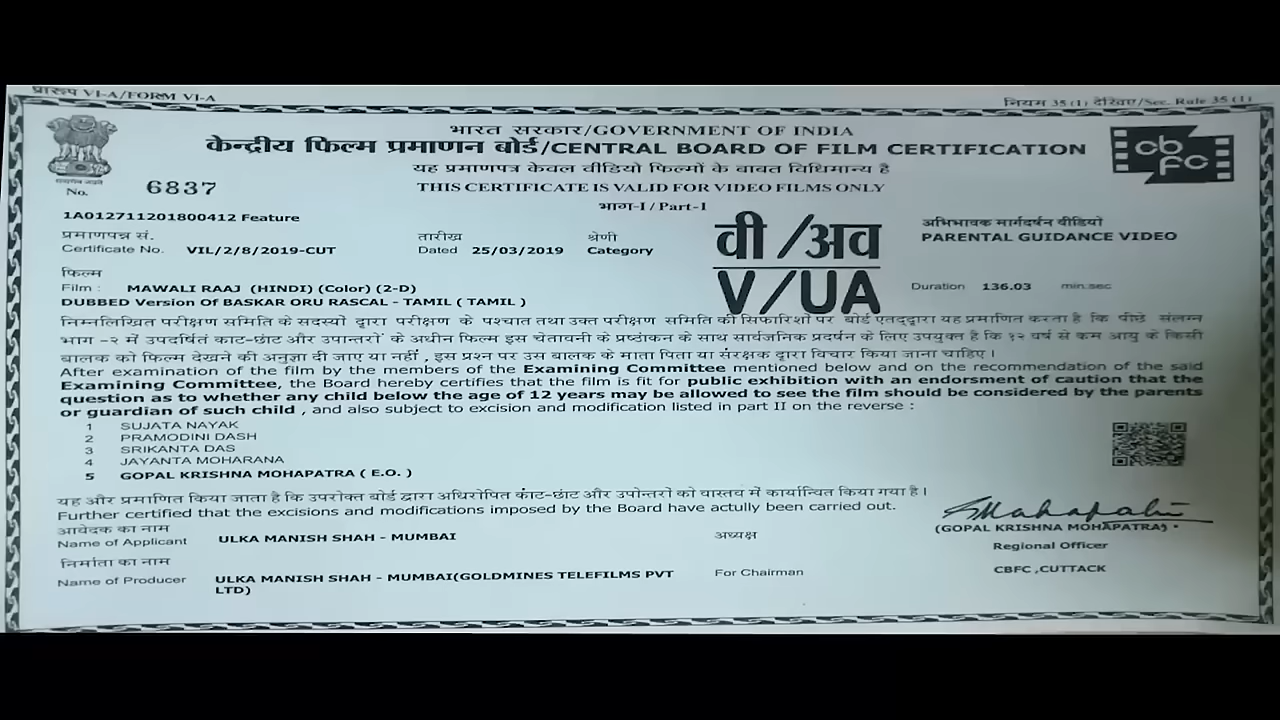 प्रारूप VI-A/FORM VI-A
नियम 35 (1) देखिए/Sec. Rule 35 (1)
भारत सरकार/GOVERNMENT OF INDIA
केन्द्रीय फिल्म प्रमाणन बोर्ड/CENTRAL BOARD OF FILM CERTIFICATION
cbfc
यह प्रमाणपत्र केवल वीडियो फिल्मों के बाबत विधिमान्य है
No. 6837
THIS CERTIFICATE IS VALID FOR VIDEO FILMS ONLY
भाग-I / Part-I
1A012711201800412 Feature
प्रमाणपत्र सं. तारीख श्रेणी वी /अव अभिभावक मार्गदर्षन वीडियो
Certificate No. VIL/2/8/2019-CUT Dated 25/03/2019 Category V/UA PARENTAL GUIDANCE VIDEO
फिल्म
Film : MAWALI RAAJ (HINDI) (Color) (2-D) Duration 136.03 min.sec
DUBBED Version Of BASKAR ORU RASCAL - TAMIL ( TAMIL )
निम्नलिखित परीक्षण समिति के सदस्यों द्वारा परीक्षण के पश्चात तथा उक्त परीक्षण समिति की सिफारिशों पर बोर्ड एतद्द्वारा यह प्रमाणित करता है कि पीछे संलग्न
भाग -२ में उपदर्षित काट-छांट और उपान्तरों के अधीन फिल्म इस चेतावनी के प्रष्ठोकन के साथ सार्वजनिक प्रदर्षन के लिए उपयुक्त है कि १२ वर्ष से कम आयु के किसी
बालक को फिल्म देखने की अनुज्ञा दी जाए या नहीं , इस प्रश्न पर उस बालक के माता पिता या संरक्षक द्वारा विचार किया जाना चाहिए ।
After examination of the film by the members of the Examining Committee mentioned below and on the recommendation of the said
Examining Committee, the Board hereby certifies that the film is fit for public exhibition with an endorsment of caution that the
question as to whether any child below the age of 12 years may be allowed to see the film should be considered by the parents
or guardian of such child , and also subject to excision and modification listed in part II on the reverse :
1 SUJATA NAYAK
2 PRAMODINI DASH
3 SRIKANTA DAS
4 JAYANTA MOHARANA
5 GOPAL KRISHNA MOHAPATRA ( E.O. )
यह और प्रमाणित किया जाता है कि उपरोक्त बोर्ड द्वारा अधिरोपित कांट-छांट और उपोन्तरों को वास्तव में कार्यान्वित किया गया है ।
Further certified that the excisions and modifications imposed by the Board have actully been carried out.
आवेदक का नाम अध्यक्ष
Name of Applicant ULKA MANISH SHAH - MUMBAI
(GOPAL KRISHNA MOHAPATRA)
Regional Officer
निर्माता का नाम
Name of Producer ULKA MANISH SHAH - MUMBAI(GOLDMINES TELEFILMS PVT LTD) For Chairman
CBFC ,CUTTACK